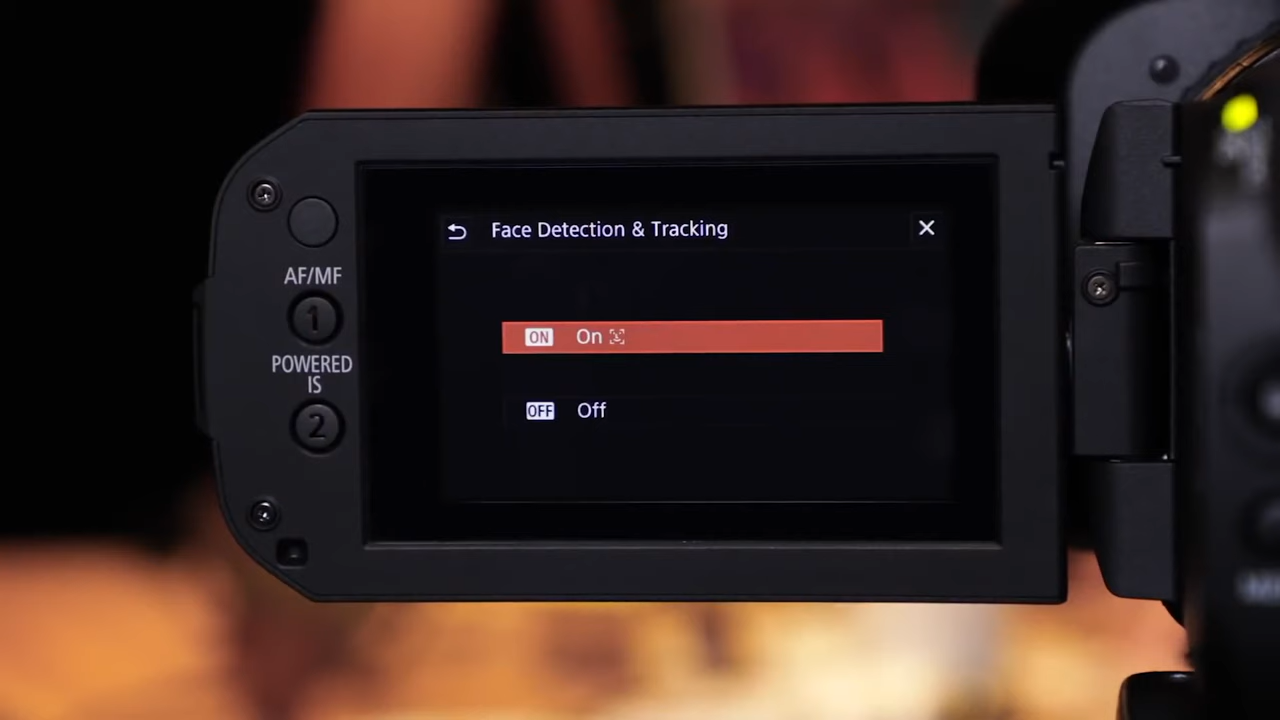 Face Detection & Tracking
AF/MF
1
ON On
POWERED
IS
2
OFF Off